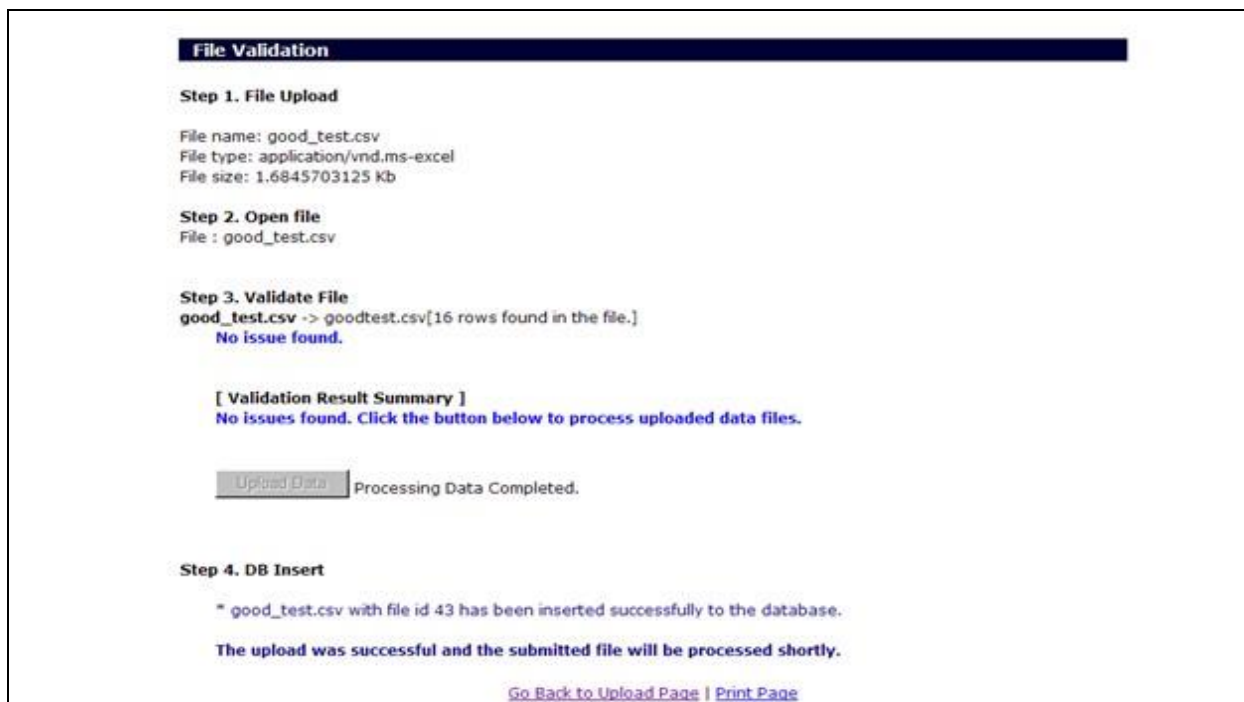 File Validation
Step 1. File Upload
File name: good_test.csv
File type: application/vnd.ms-excel
File size: 1.6845703125 Kb
Step 2. Open file
File : good_test.csv
Step 3. Validate File
good_test.csv -> goodtest.csv[16 rows found in the file.]
No issue found.
[ Validation Result Summary ]
No issues found. Click the button below to process uploaded data files.
Upload Data Processing Data Completed.
Step 4. DB Insert
* good_test.csv with file id 43 has been inserted successfully to the database.
The upload was successful and the submitted file will be processed shortly.
Go Back to Upload Page | Print Page